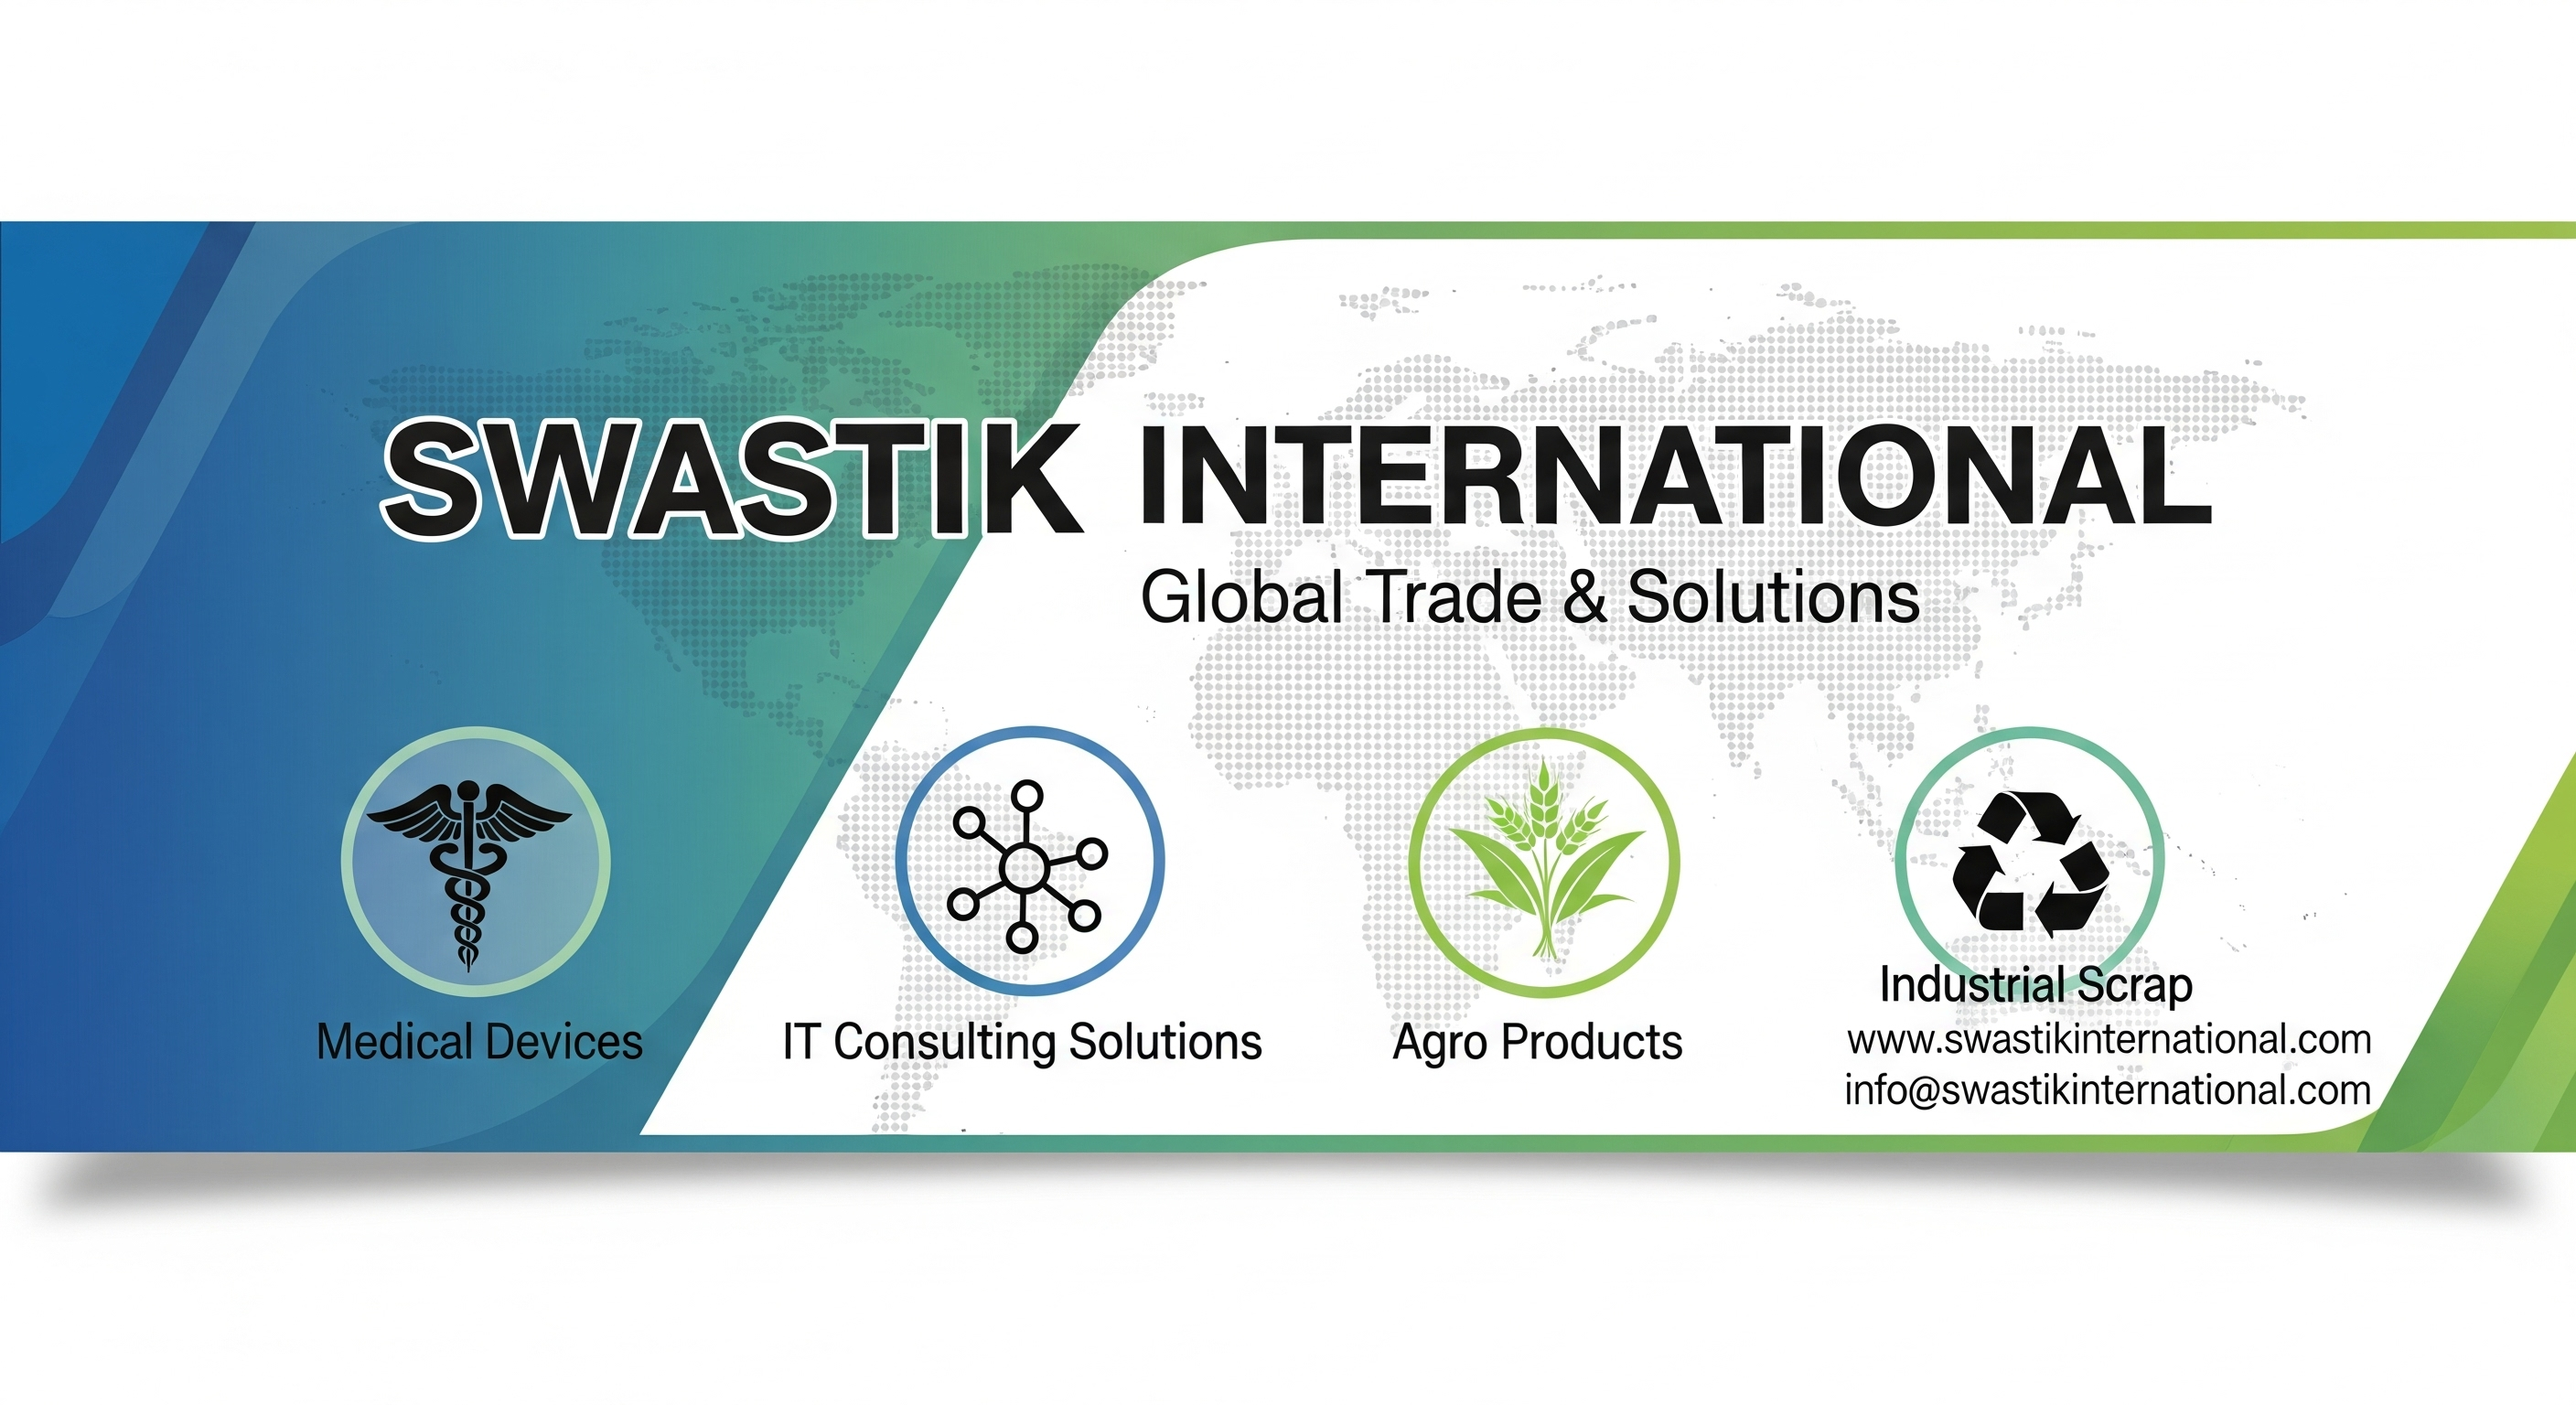 SWASTIK INTERNATIONAL
Global Trade & Solutions
Medical Devices
IT Consulting Solutions
Agro Products
Industrial Scrap
www.swastikinternational.com
info@swastikinternational.com